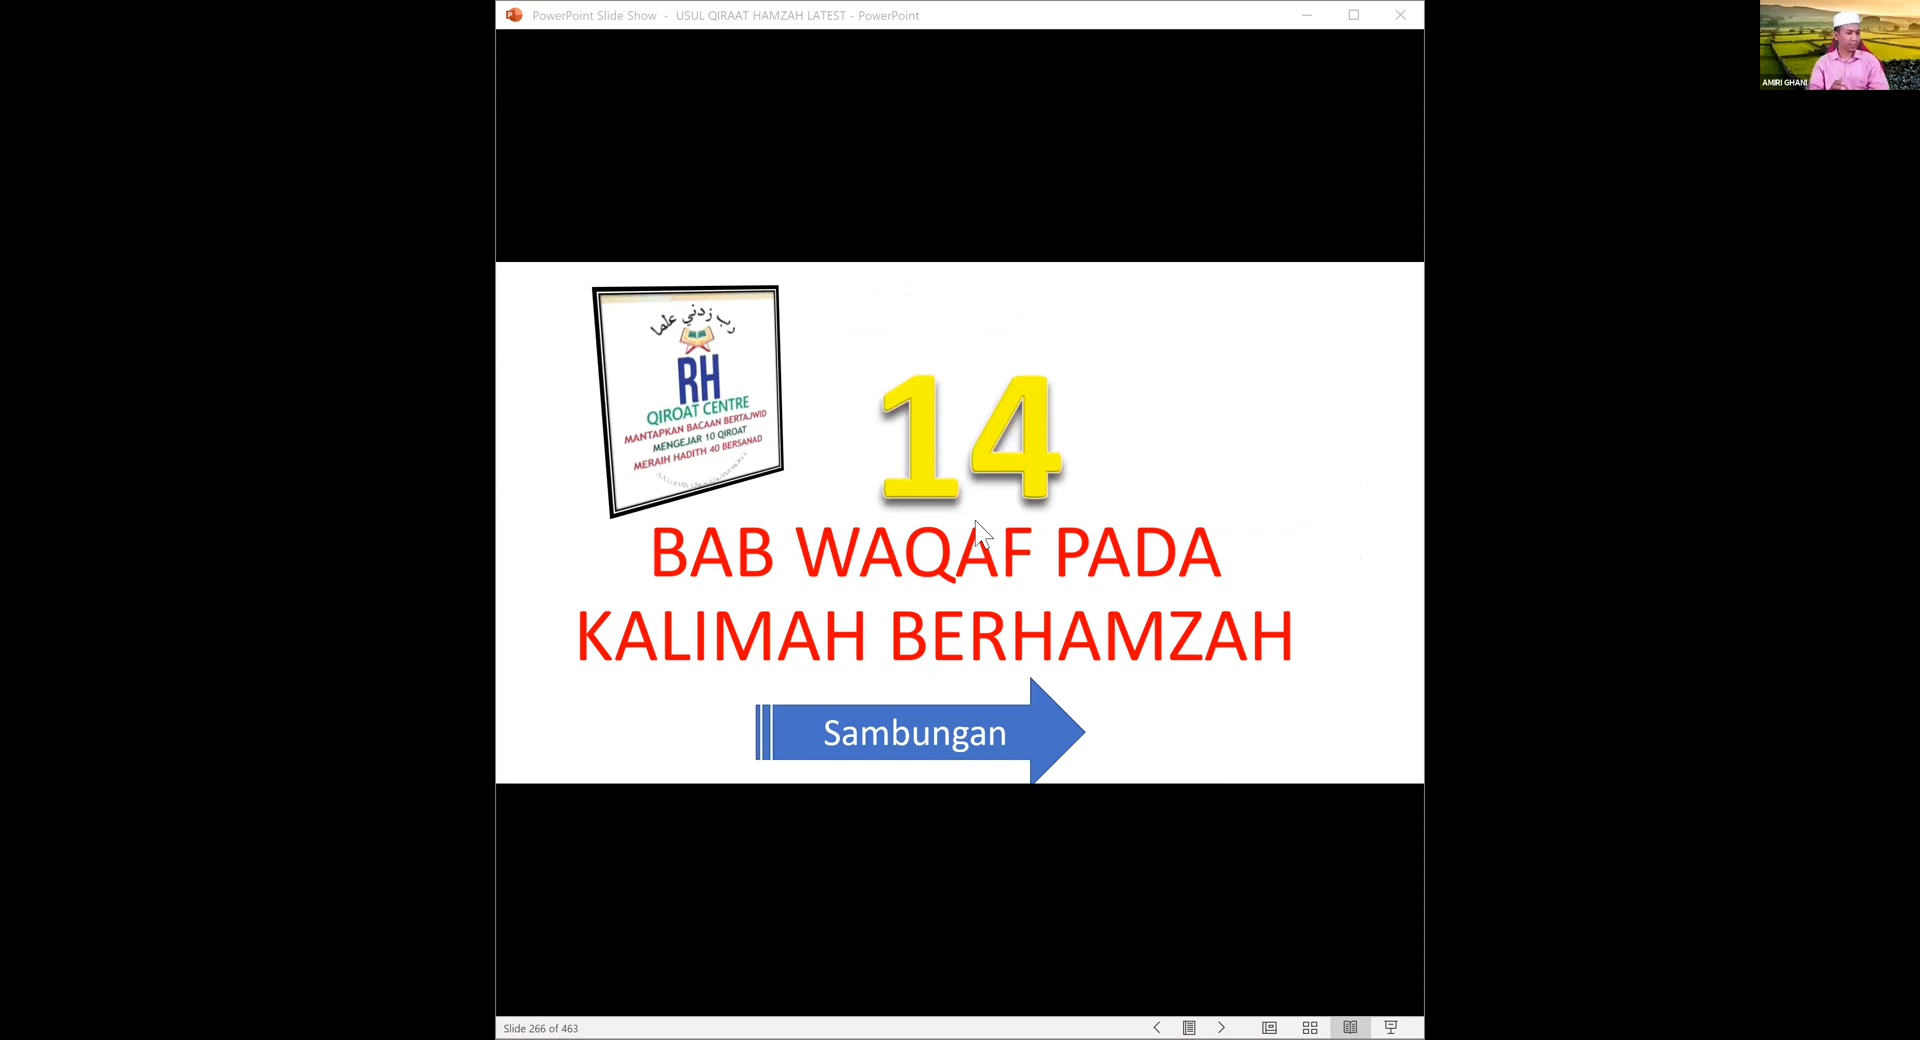 PowerPoint Slide Show - USUL QIRAAT HAMZAH LATEST - PowerPoint
AMIRI GHANI
رب زدني علما
RH
QIROAT CENTRE
MANTAPKAN BACAAN BERTAJWID
MENGEJAR 10 QIROAT
MERAIH HADITH 40 BERSANAD
14
BAB WAQAF PADA
KALIMAH BERHAMZAH
Sambungan
Slide 266 of 463